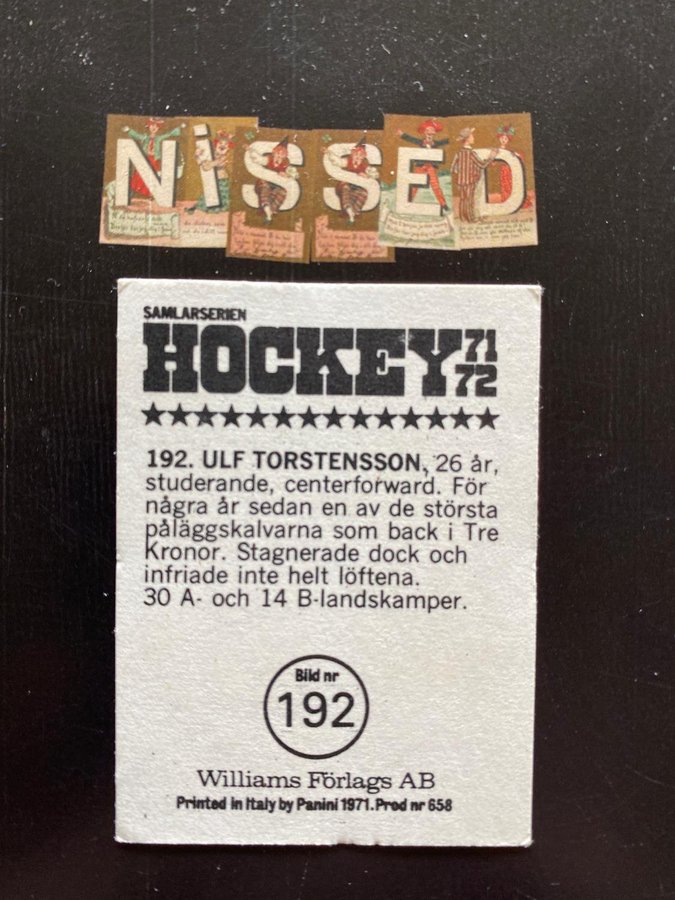 NiSSED
SAMLARSERIEN
HOCKEY 71 72
192. ULF TORSTENSSON, 26 år,
studerande, centerforward. För
några år sedan en av de största
påläggskalvarna som back i Tre
Kronor. Stagnerade dock och
infriade inte helt löftena.
30 A- och 14 B-landskamper.
Bild nr
192
Williams Förlags AB
Printed in Italy by Panini 1971. Prod nr 658